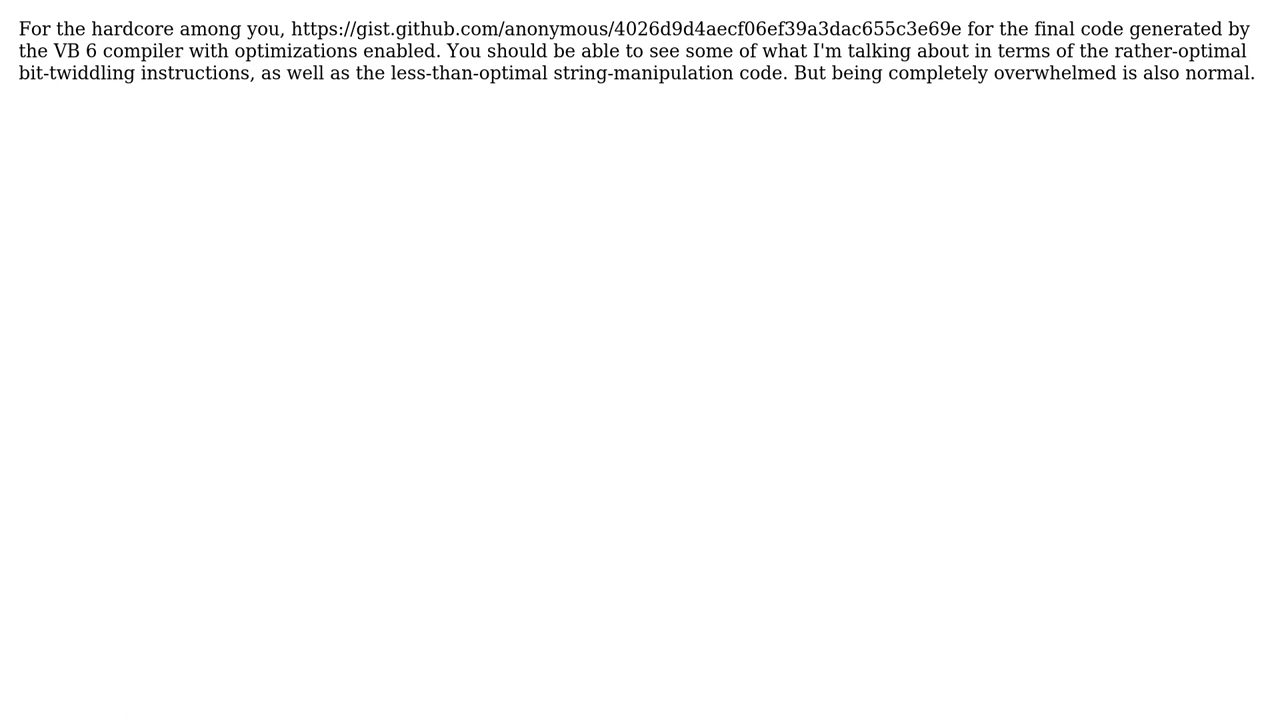 For the hardcore among you, https://gist.github.com/anonymous/4026d9d4aecf06ef39a3dac655c3e69e for the final code generated by
the VB 6 compiler with optimizations enabled. You should be able to see some of what I'm talking about in terms of the rather-optimal
bit-twiddling instructions, as well as the less-than-optimal string-manipulation code. But being completely overwhelmed is also normal.